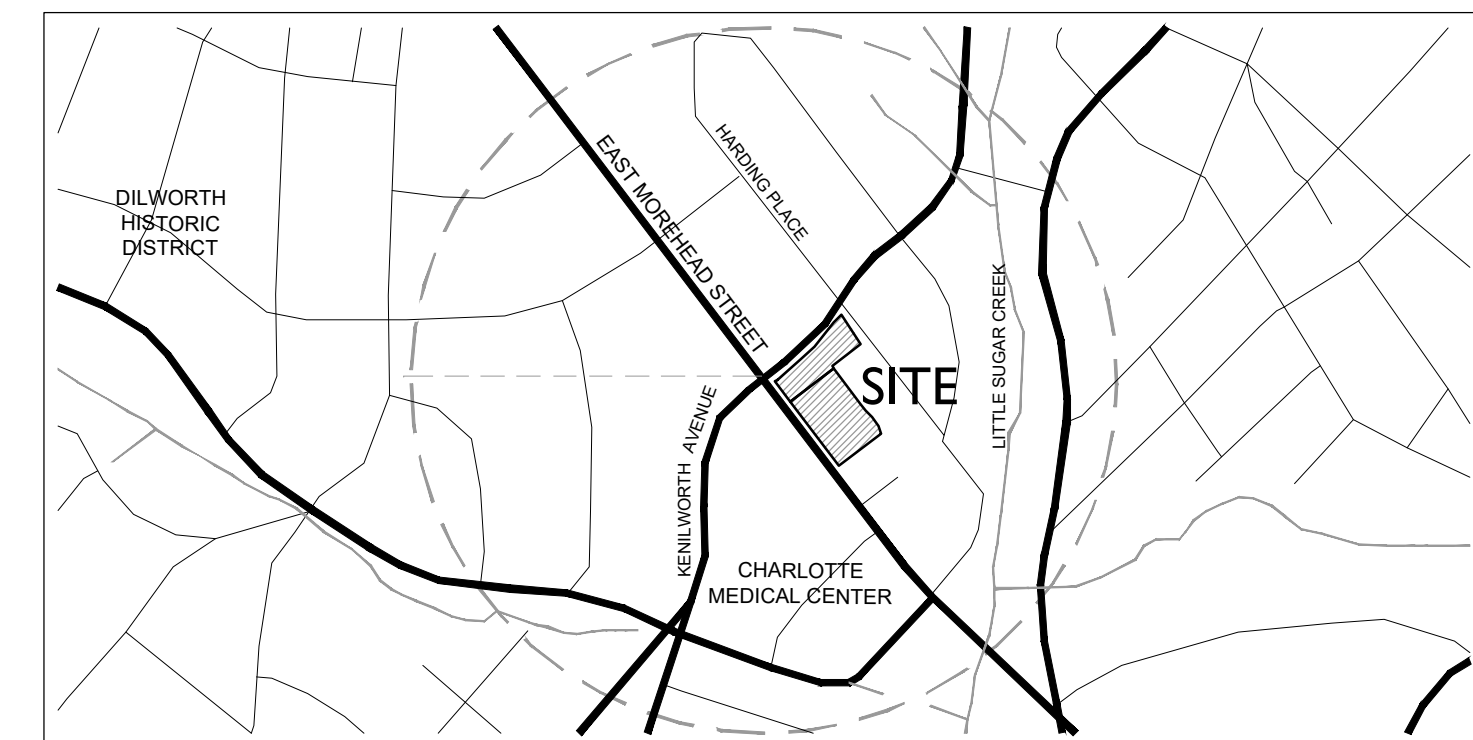 HARDING PLACE
EAST MOREHEAD STREET
DILWORTH
HISTORIC
DISTRICT
LITTLE SUGAR CREEK
SITE
KENILWORTH AVENUE
CHARLOTTE
MEDICAL CENTER